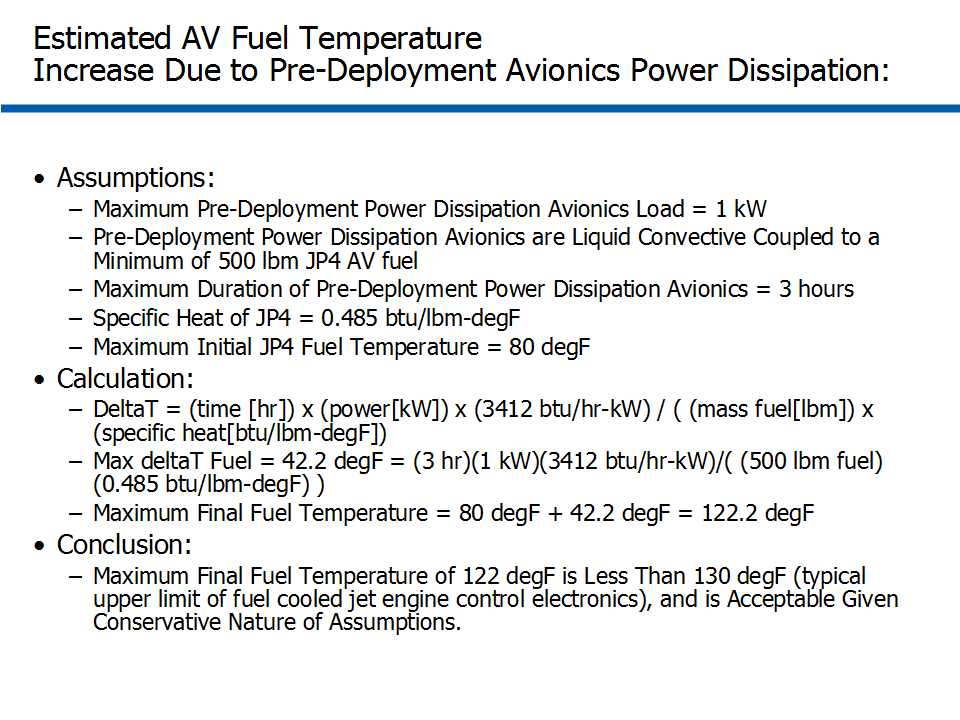 Estimated AV Fuel Temperature
Increase Due to Pre-Deployment Avionics Power Dissipation:
• Assumptions:
– Maximum Pre-Deployment Power Dissipation Avionics Load = 1 kW
– Pre-Deployment Power Dissipation Avionics are Liquid Convective Coupled to a
Minimum of 500 lbm JP4 AV fuel
– Maximum Duration of Pre-Deployment Power Dissipation Avionics = 3 hours
– Specific Heat of JP4 = 0.485 btu/lbm-degF
– Maximum Initial JP4 Fuel Temperature = 80 degF
• Calculation:
– DeltaT = (time [hr]) x (power[kW]) x (3412 btu/hr-kW) / ( (mass fuel[lbm]) x
(specific heat[btu/lbm-degF])
– Max deltaT Fuel = 42.2 degF = (3 hr)(1 kW)(3412 btu/hr-kW)/( (500 lbm fuel)
(0.485 btu/lbm-degF) )
– Maximum Final Fuel Temperature = 80 degF + 42.2 degF = 122.2 degF
• Conclusion:
– Maximum Final Fuel Temperature of 122 degF is Less Than 130 degF (typical
upper limit of fuel cooled jet engine control electronics), and is Acceptable Given
Conservative Nature of Assumptions.